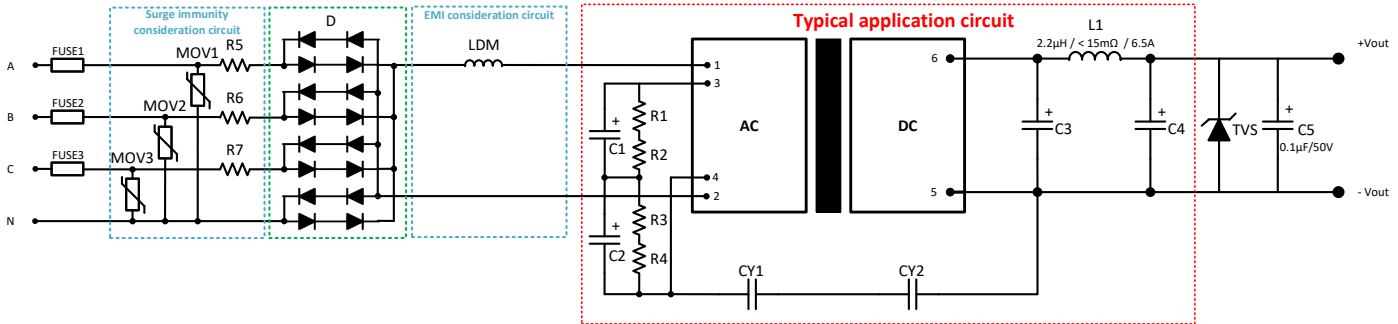 Surge immunity
consideration circuit
D
EMI consideration circuit
Typical application circuit
FUSE1
MOV1
R5
LDM
L1
2.2µH / < 15mΩ / 6.5A
+Vout
A
1
6
3
FUSE2
MOV2
R6
B
+
C1
R1
R2
AC
DC
+
C3
+
C4
TVS
+
C5
0.1µF/50V
FUSE3
MOV3
R7
C
4
2
5
- Vout
N
+
C2
R3
R4
CY1
CY2